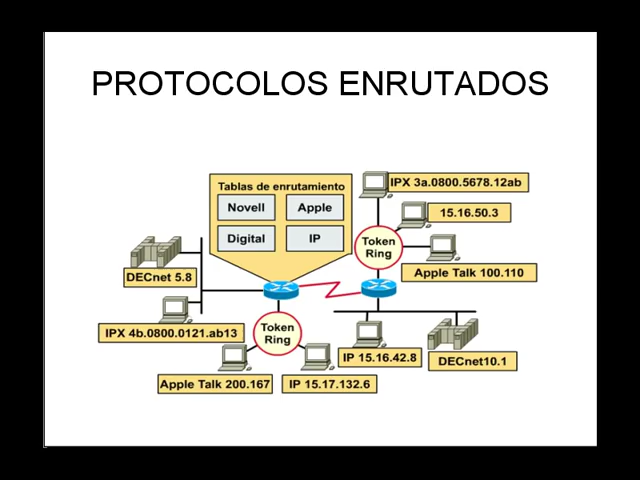 PROTOCOLOS ENRUTADOS
Tablas de enrutamiento
Novell
Apple
Digital
IP
IPX 3a.0800.5678.12ab
15.16.50.3
Token
Ring
Apple Talk 100.110
DECnet 5.8
IPX 4b.0800.0121.ab13
Token
Ring
Apple Talk 200.167
IP 15.17.132.6
IP 15.16.42.8
DECnet10.1